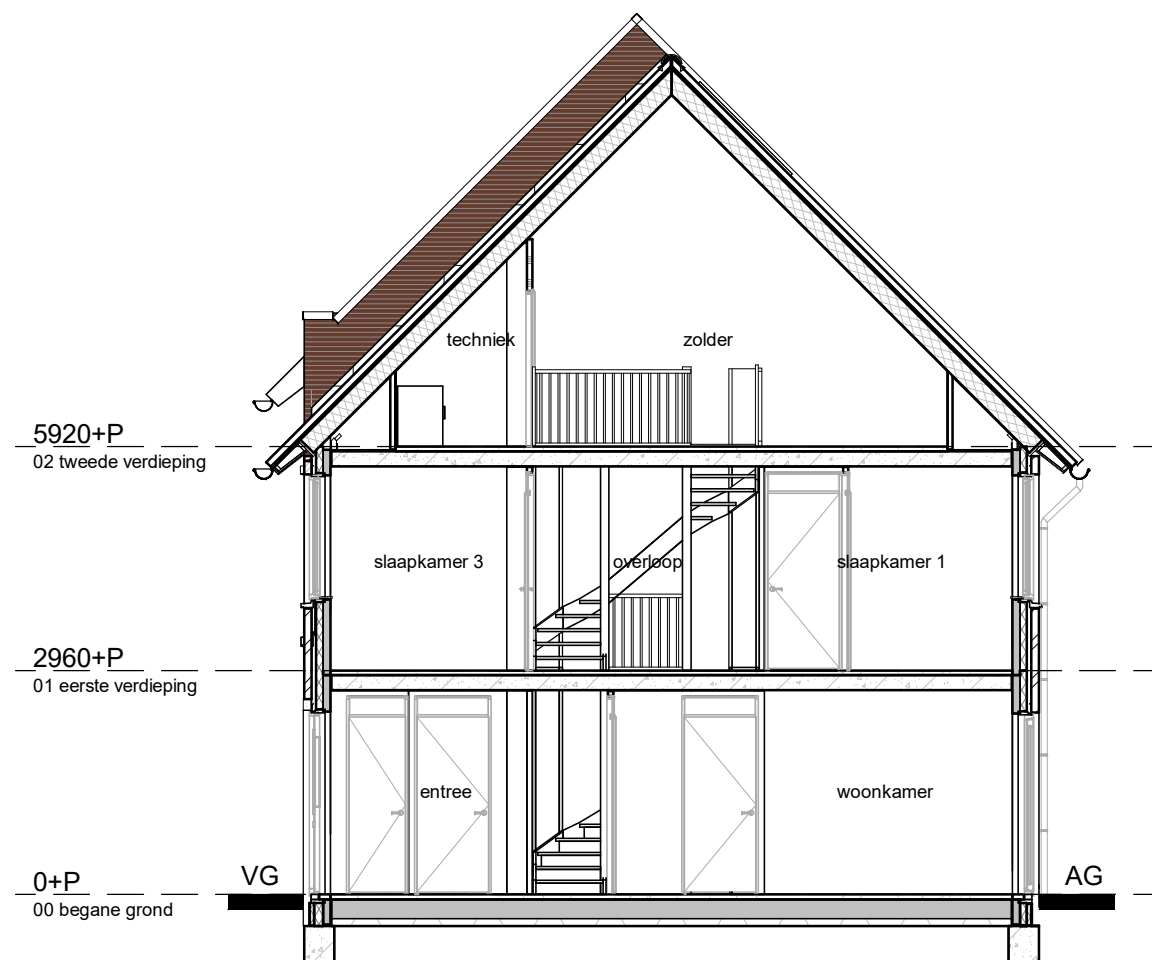 techniek
zolder
5920+P
02 tweede verdieping
slaapkamer 3
overloop
slaapkamer 1
2960+P
01 eerste verdieping
entree
woonkamer
0+P
VG
AG
00 begane grond